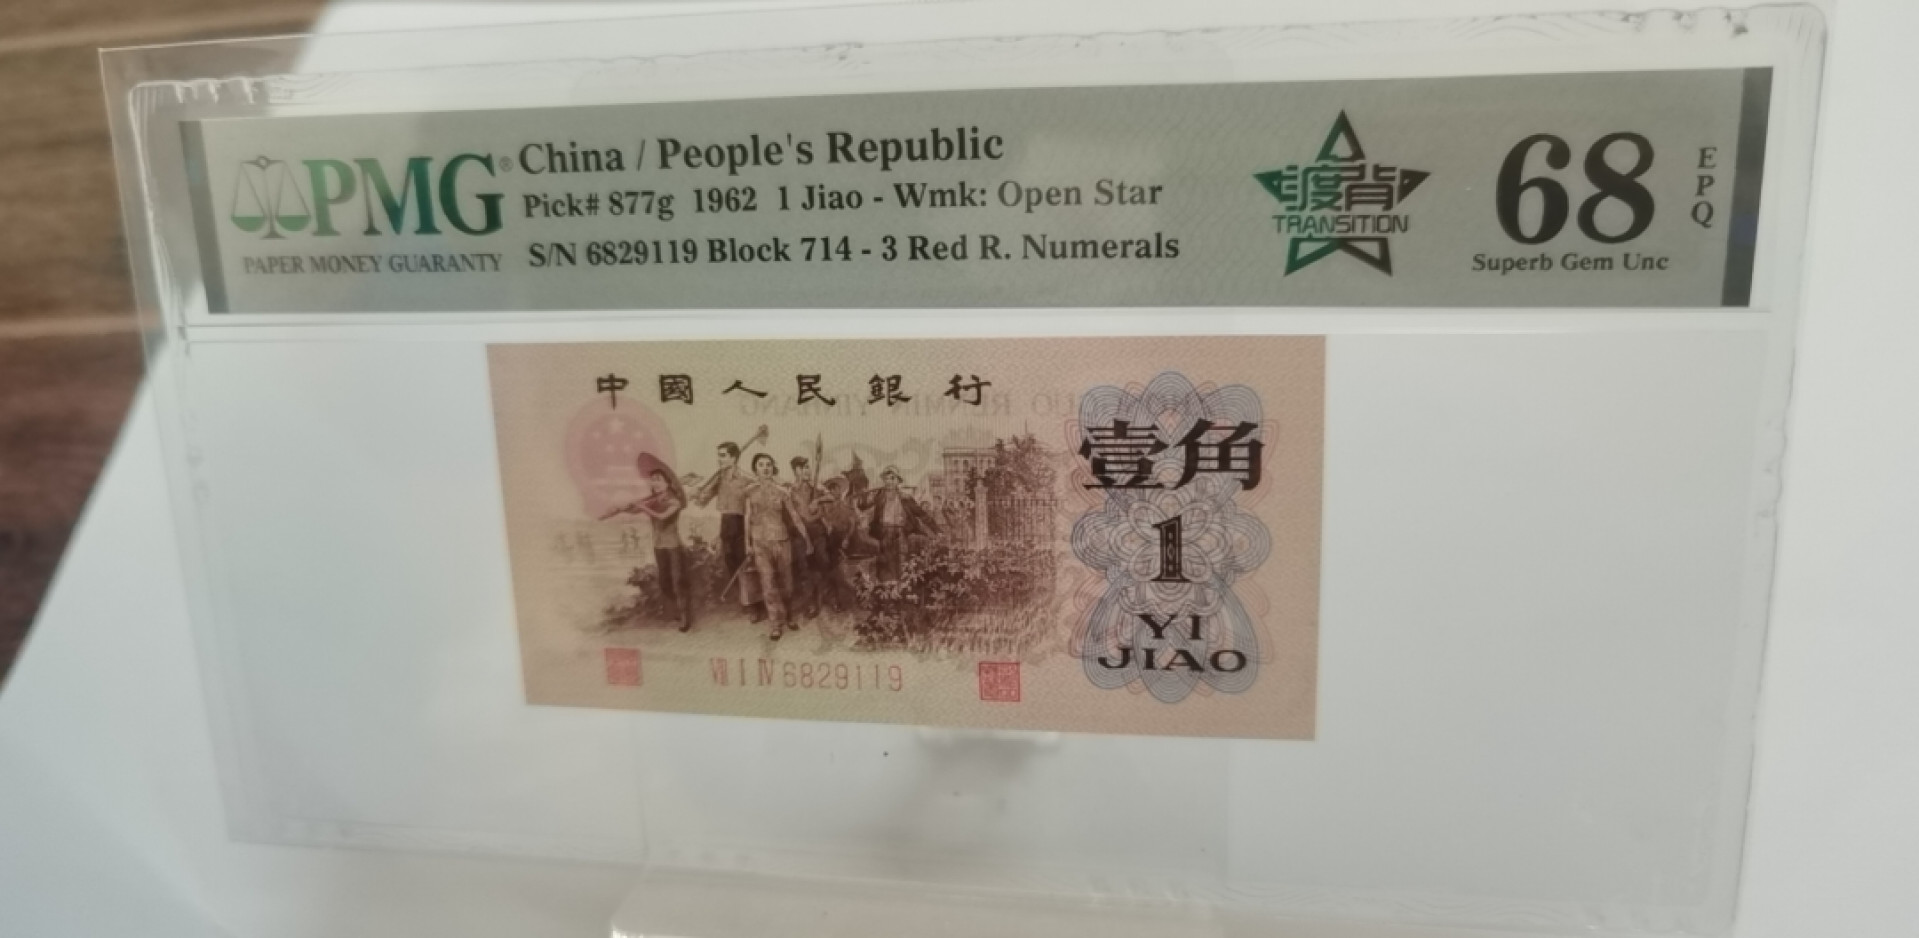 PMG®
PAPER MONEY GUARANTY
China / People's Republic
Pick# 877g 1962 1 Jiao - Wmk: Open Star
S/N 6829119 Block 714 - 3 Red R. Numerals
渡背
TRANSITION
68
EPQ
Superb Gem Unc
中國人民銀行
壹角
1
YI
JIAO
Ⅶ Ⅰ Ⅳ 6829119